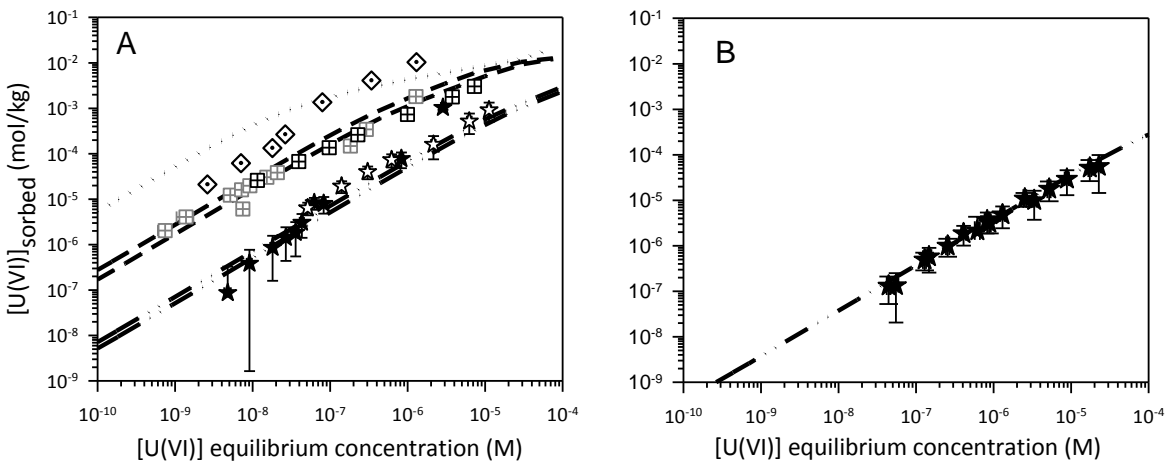 A
B
[U(VI)]sorbed (mol/kg)
10⁻¹
10⁻²
10⁻³
10⁻⁴
10⁻⁵
10⁻⁶
10⁻⁷
10⁻⁸
10⁻⁹
10⁻¹⁰ 10⁻⁹ 10⁻⁸ 10⁻⁷ 10⁻⁶ 10⁻⁵ 10⁻⁴
[U(VI)] equilibrium concentration (M)
10⁻¹
10⁻²
10⁻³
10⁻⁴
10⁻⁵
10⁻⁶
10⁻⁷
10⁻⁸
10⁻⁹
10⁻¹⁰ 10⁻⁹ 10⁻⁸ 10⁻⁷ 10⁻⁶ 10⁻⁵ 10⁻⁴
[U(VI)] equilibrium concentration (M)